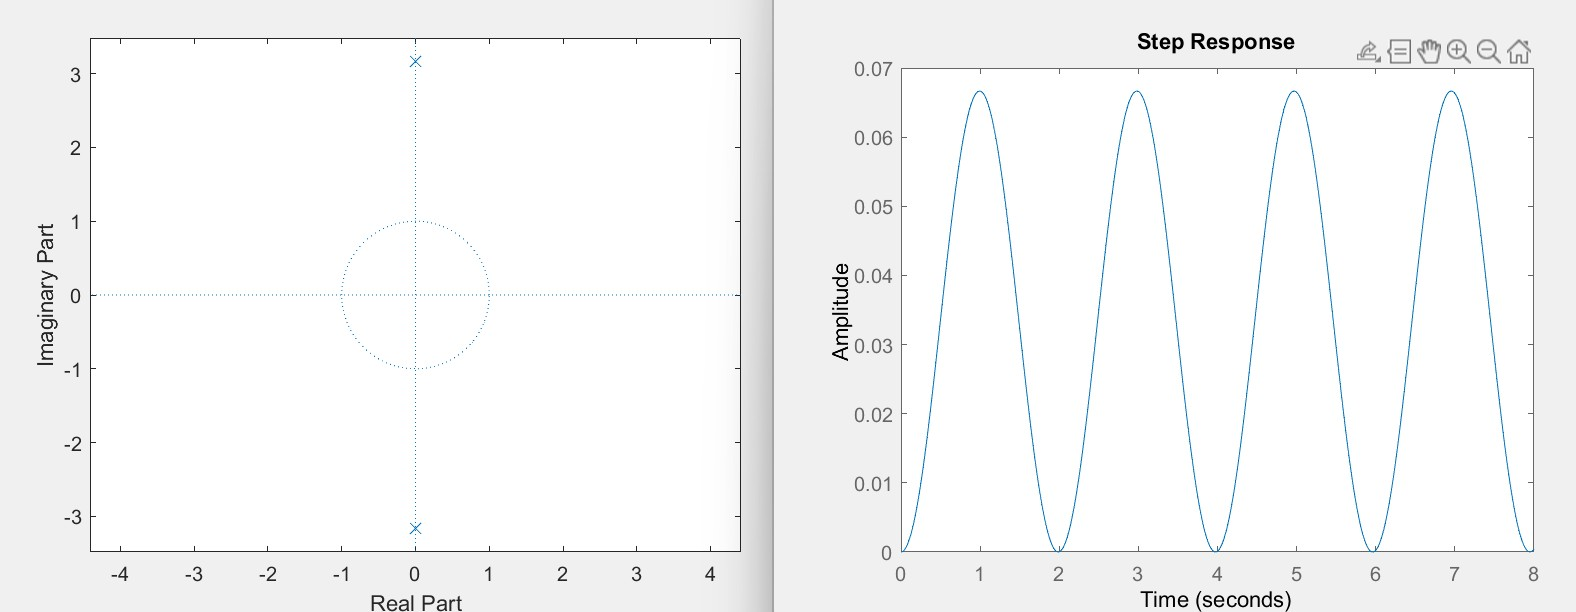 3
2
1
0
-1
-2
-3
Imaginary Part
-4 -3 -2 -1 0 1 2 3 4
Real Part
Step Response
0.07
0.06
0.05
0.04
0.03
0.02
0.01
0
Amplitude
0 1 2 3 4 5 6 7 8
Time (seconds)